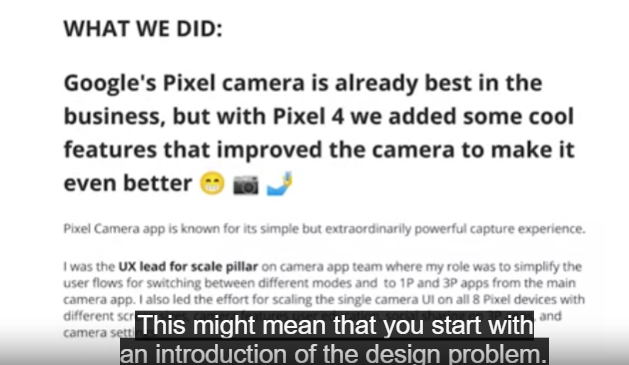 WHAT WE DID:
Google's Pixel camera is already best in the
business, but with Pixel 4 we added some cool
features that improved the camera to make it
even better 😁 📷 🤳
Pixel Camera app is known for its simple but extraordinarily powerful capture experience.
I was the UX lead for scale pillar on camera app team where my role was to simplify the
user flows for switching between different modes and to 1P and 3P apps from the main
camera app. I also led the effort for scaling the single camera UI on all 8 Pixel devices with
different and
camera
This might mean that you start with
an introduction of the design problem.